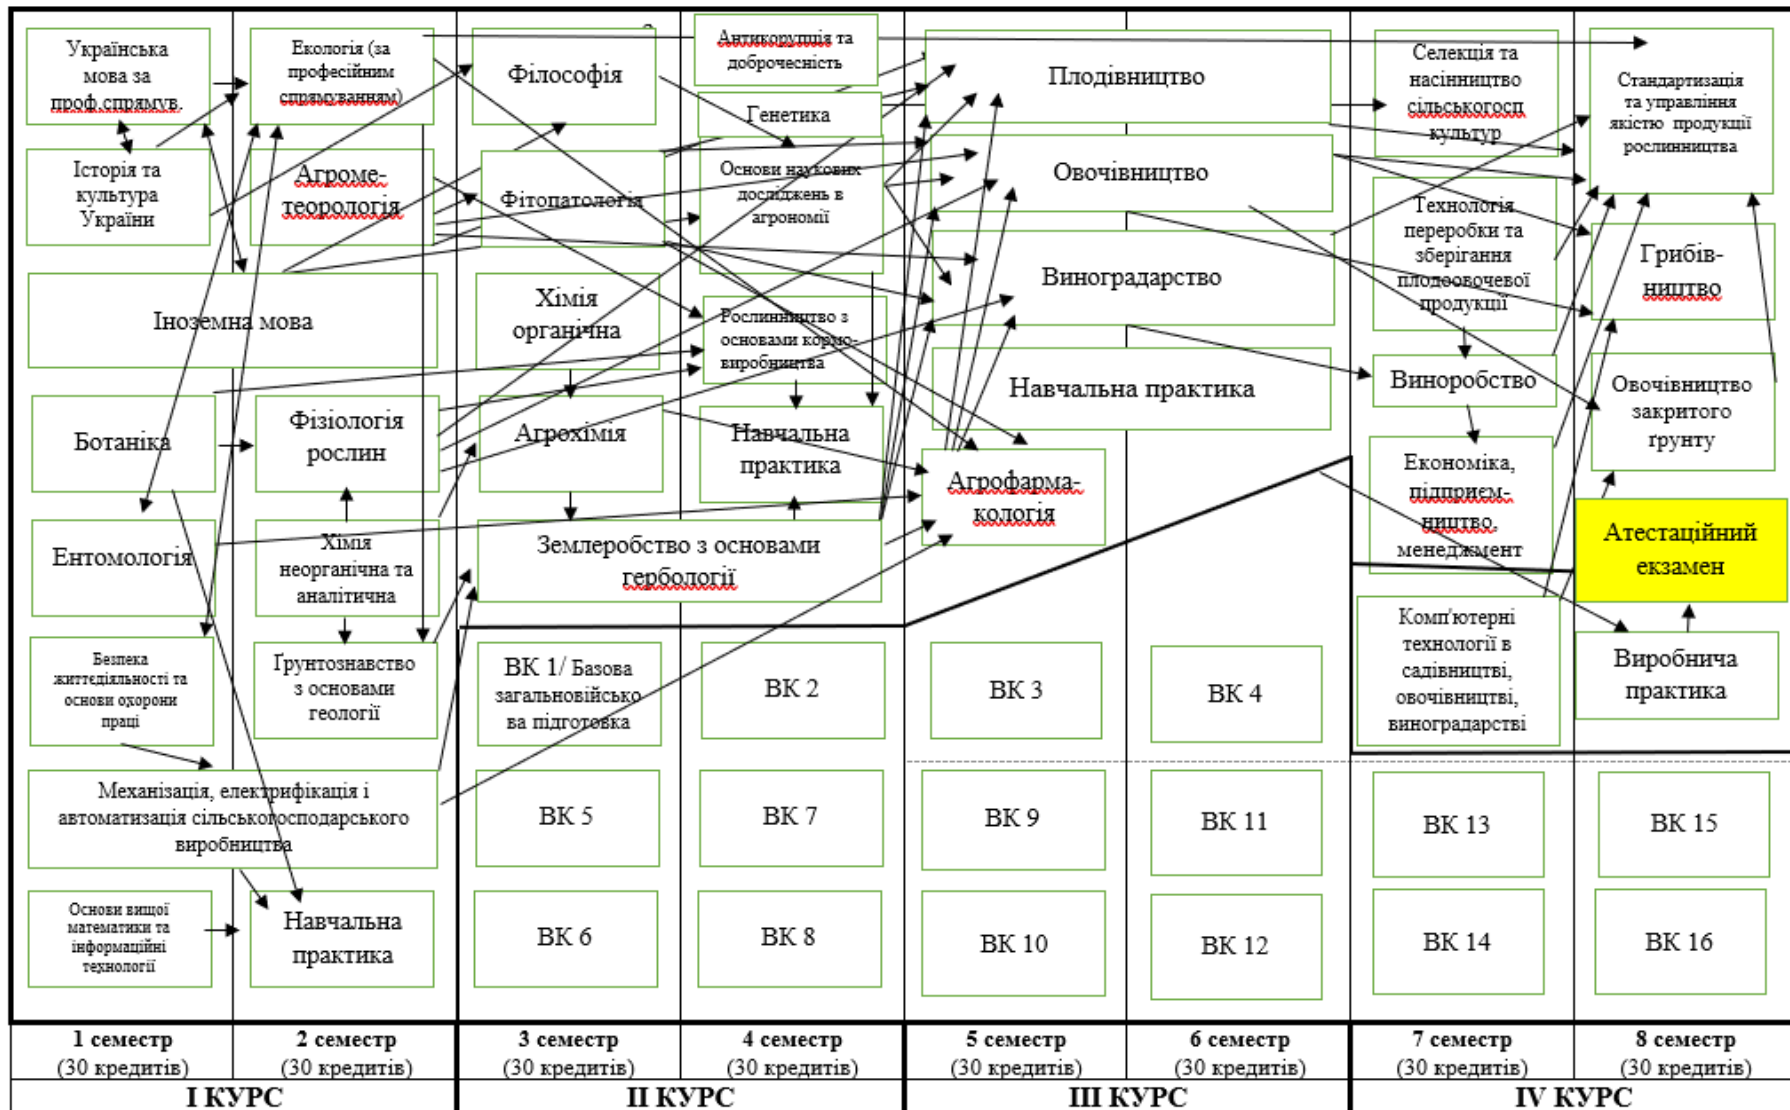 Українська
мова за
проф.спрямув.
Історія та
культура
України
Іноземна мова
Ботаніка
Ентомологія
Безпека
життєдіяльності та
основи охорони
праці
Механізація, електрифікація і
автоматизація сільськогосподарського
виробництва
Основи вищої
математики та
інформаційні
технології
Екологія (за
професійним
спрямуванням)
Агроме-
теорологія
Фізіологія
рослин
Хімія
неорганічна та
аналітична
Ґрунтознавство
з основами
геології
Навчальна
практика
Філософія
Фітопатологія
Хімія
органічна
Агрохімія
Землеробство з основами
гербології
ВК 1/ Базова
загальновійсько
ва підготовка
ВК 5
ВК 6
Антикорупція та
доброчесність
Генетика
Основи наукових
досліджень в
агрономії
Рослинництво з
основами кормо-
виробництва
Навчальна
практика
ВК 2
ВК 7
ВК 8
Плодівництво
Овочівництво
Виноградарство
Навчальна практика
Агрофарма-
кологія
ВК 3
ВК 9
ВК 10
ВК 4
ВК 11
ВК 12
Селекція та
насінництво
сільськогосп
культур
Технологія
переробки та
зберігання
плодоовочевої
продукції
Виноробство
Економіка,
підприєм-
ництво,
менеджмент
Комп'ютерні
технології в
садівництві,
овочівництві,
виноградарстві
ВК 13
ВК 14
Стандартизація
та управління
якістю продукції
рослинництва
Грибів-
ництво
Овочівництво
закритого
ґрунту
Атестаційний
екзамен
Виробнича
практика
ВК 15
ВК 16
1 семестр
(30 кредитів)
2 семестр
(30 кредитів)
3 семестр
(30 кредитів)
4 семестр
(30 кредитів)
5 семестр
(30 кредитів)
6 семестр
(30 кредитів)
7 семестр
(30 кредитів)
8 семестр
(30 кредитів)
І КУРС
ІІ КУРС
ІІІ КУРС
IV КУРС